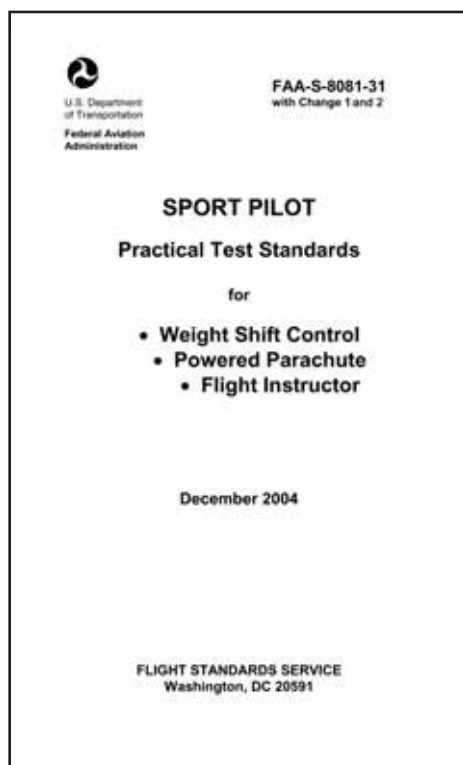 U.S. Department
of Transportation
Federal Aviation
Administration
FAA-S-8081-31
with Change 1 and 2
SPORT PILOT
Practical Test Standards
for
• Weight Shift Control
• Powered Parachute
• Flight Instructor
December 2004
FLIGHT STANDARDS SERVICE
Washington, DC 20591